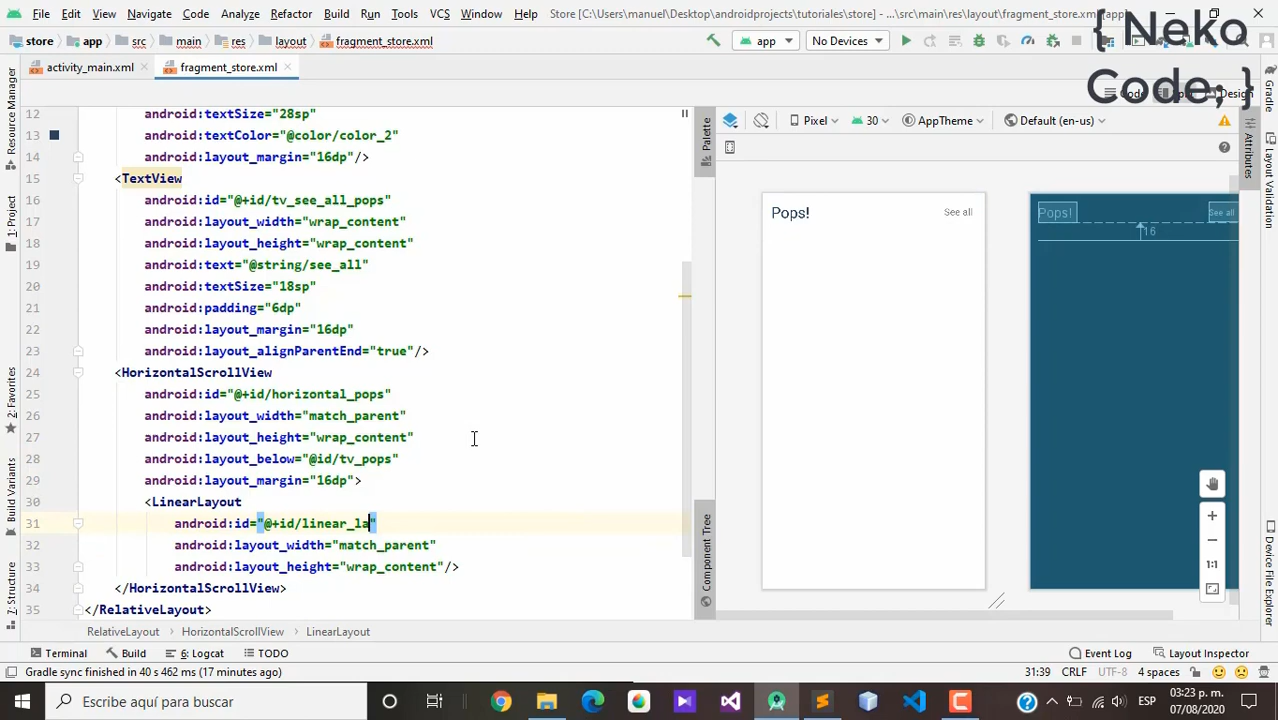 File Edit View Navigate Code Analyze Refactor Build Run Tools VCS Window Help Store [C:\Users\manuel\Desktop\androidprojects\tutoriales\store] - ...\src\main\res\layout\fragment_store.xml [app]
{ Neko
Code; }
store app src main res layout fragment_store.xml app No Devices
activity_main.xml fragment_store.xml
Code Split Design
Pixel 30 AppTheme Default (en-us)
12 android:textSize="28sp"
13 android:textColor="@color/color_2"
14 android:layout_margin="16dp"/>
15 <TextView
16 android:id="@+id/tv_see_all_pops"
17 android:layout_width="wrap_content"
18 android:layout_height="wrap_content"
19 android:text="@string/see_all"
20 android:textSize="18sp"
21 android:padding="6dp"
22 android:layout_margin="16dp"
23 android:layout_alignParentEnd="true"/>
24 <HorizontalScrollView
25 android:id="@+id/horizontal_pops"
26 android:layout_width="match_parent"
27 android:layout_height="wrap_content"
28 android:layout_below="@id/tv_pops"
29 android:layout_margin="16dp">
30 <LinearLayout
31 android:id="@+id/linear_la"
32 android:layout_width="match_parent"
33 android:layout_height="wrap_content"/>
34 </HorizontalScrollView>
35 </RelativeLayout>
Resource Manager
1: Project
2: Favorites
Build Variants
7: Structure
Palette
Component Tree
Pops! See all
Pops! See all
16
1:1
Attributes
Gradle
Layout Validation
Device File Explorer
RelativeLayout HorizontalScrollView LinearLayout
Terminal Build 6: Logcat TODO Event Log Layout Inspector
Gradle sync finished in 40 s 462 ms (17 minutes ago) 31:39 CRLF UTF-8 4 spaces
Escribe aquí para buscar
ESP
03:23 p. m.
07/08/2020